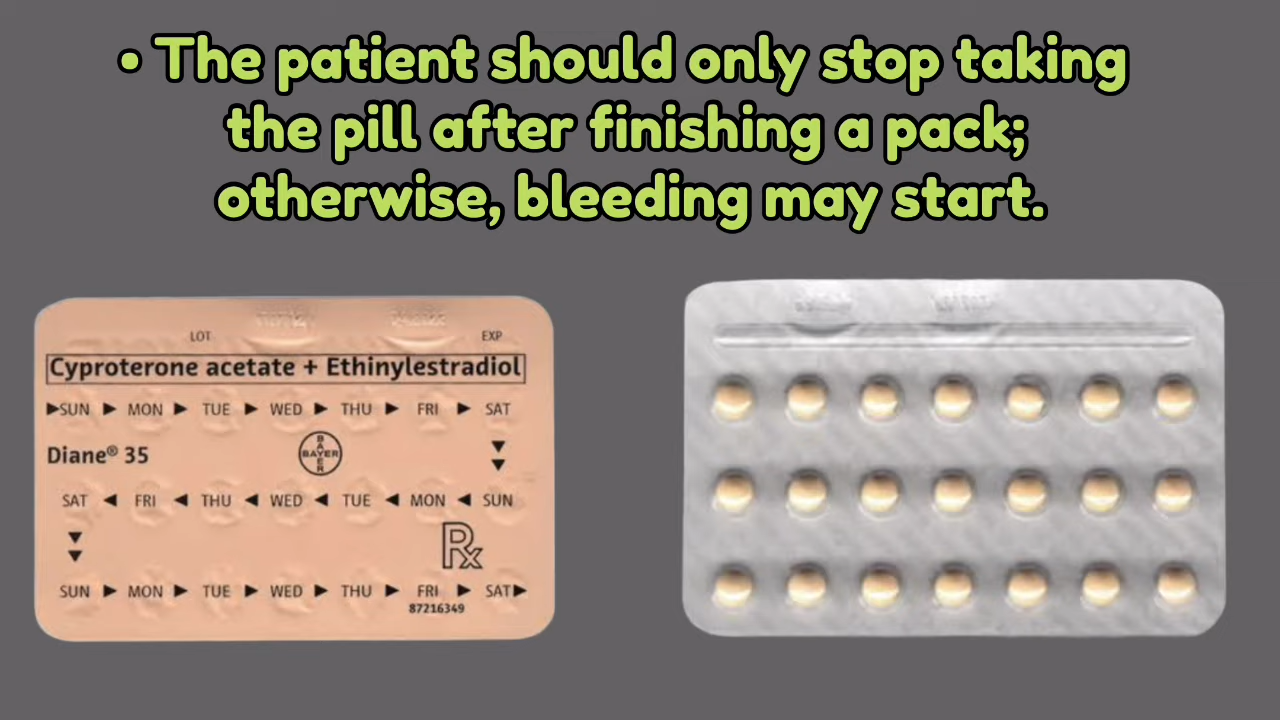 • The patient should only stop taking
the pill after finishing a pack;
otherwise, bleeding may start.
LOT
EXP
Cyproterone acetate + Ethinylestradiol
▶SUN ▶ MON ▶ TUE ▶ WED ▶ THU ▶ FRI ▶ SAT
Diane® 35
BAYER
BAYER
SAT ◀ FRI ◀ THU ◀ WED ◀ TUE ◀ MON ◀ SUN
Rx
SUN ▶ MON ▶ TUE ▶ WED ▶ THU ▶ FRI ▶ SAT▶
87216349